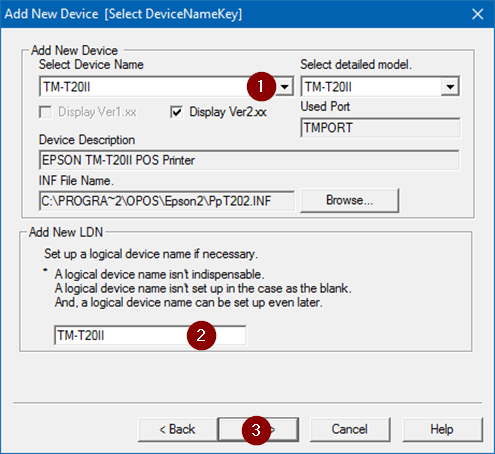 Add New Device [Select DeviceNameKey]
Add New Device
Select Device Name
Select detailed model.
TM-T20II
1
TM-T20II
Display Ver1.xx
Display Ver2.xx
Used Port
TMPORT
Device Description
EPSON TM-T20II POS Printer
INF File Name.
C:\PROGRA~2\OPOS\Epson2\PpT202.INF
Browse...
Add New LDN
Set up a logical device name if necessary.
* A logical device name isn't indispensable.
A logical device name isn't set up in the case as the blank.
And, a logical device name can be set up even later.
TM-T20II
2
< Back
3
>
Cancel
Help